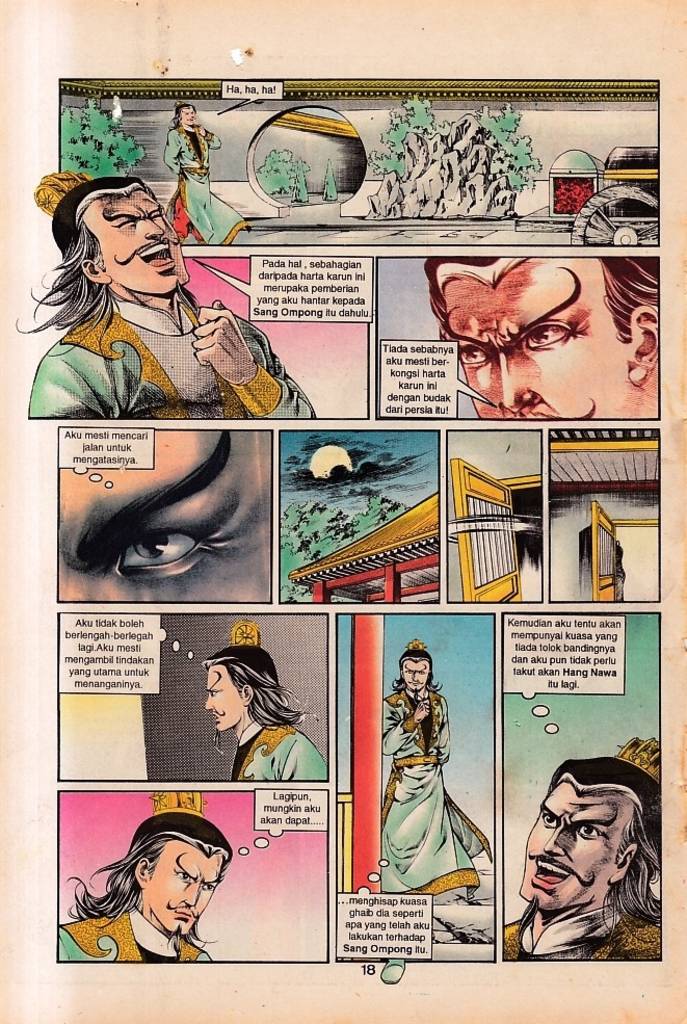 Ha, ha, ha!
Pada hal , sebahagian
daripada harta karun ini
merupaka pemberian
yang aku hantar kepada
Sang Ompong itu dahulu.
Tiada sebabnya
aku mesti ber-
kongsi harta
karun ini
dengan budak
dari persia itu!
Aku mesti mencari
jalan untuk
mengatasinya.
Aku tidak boleh
berlengah-berlegah
lagi.Aku mesti
mengambil tindakan
yang utama untuk
menanganinya.
Lagipun,
mungkin aku
akan dapat.....
...menghisap kuasa
ghaib dia seperti
apa yang telah aku
lakukan terhadap
Sang Ompong itu.
Kemudian aku tentu akan
mempunyai kuasa yang
tiada tolok bandingnya
dan aku pun tidak perlu
takut akan Hang Nawa
itu lagi.
18